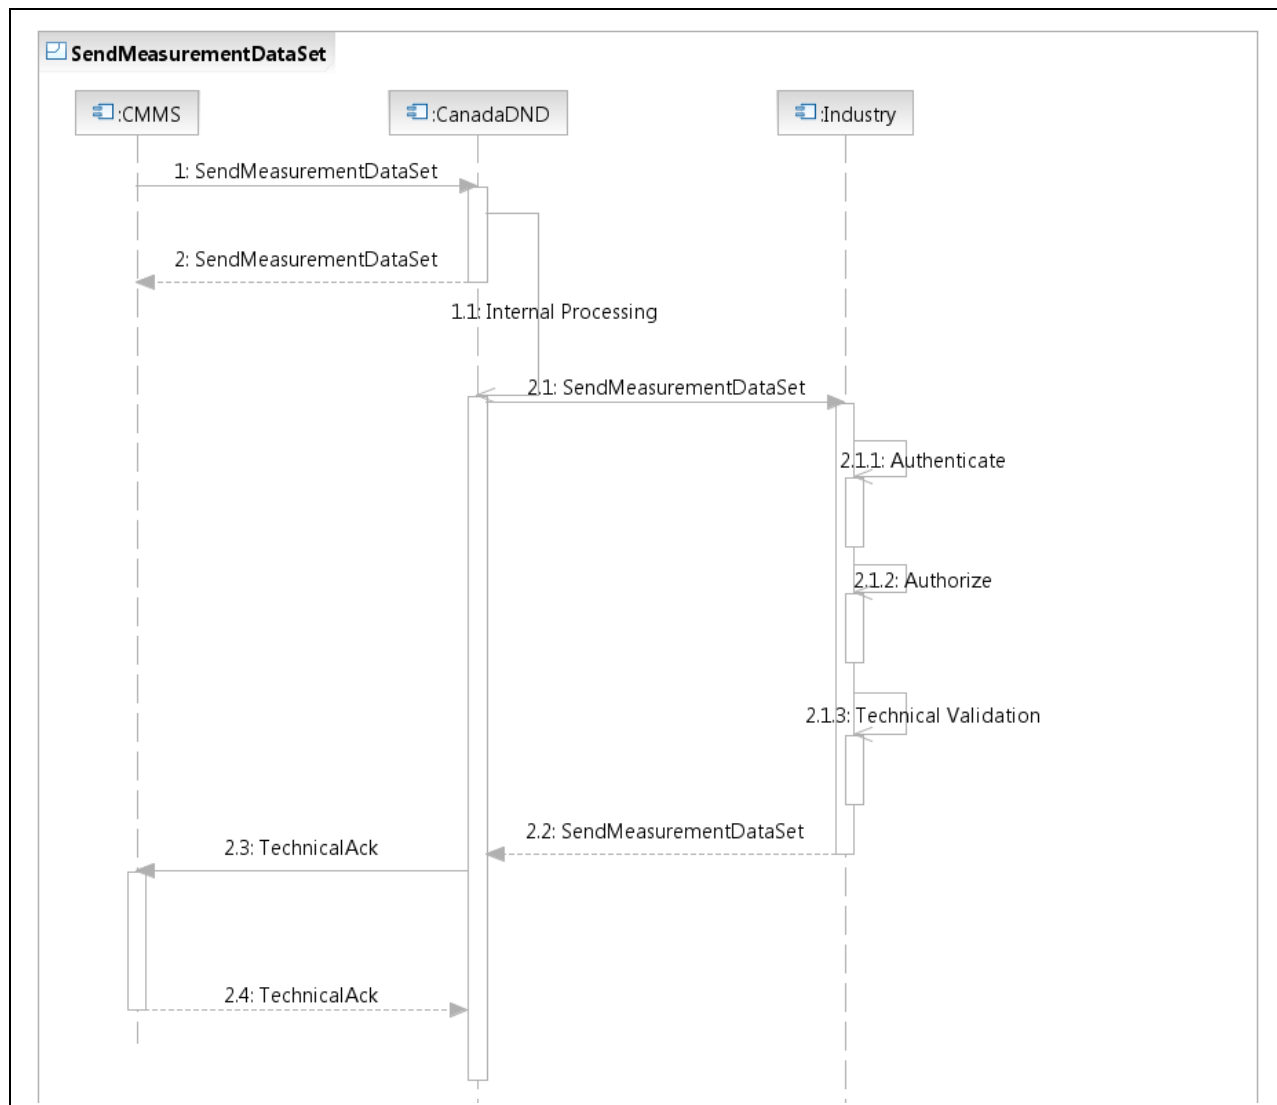 SendMeasurementDataSet
:CMMS
:CanadaDND
:Industry
1: SendMeasurementDataSet
2: SendMeasurementDataSet
1.1: Internal Processing
2.1: SendMeasurementDataSet
2.1.1: Authenticate
2.1.2: Authorize
2.1.3: Technical Validation
2.2: SendMeasurementDataSet
2.3: TechnicalAck
2.4: TechnicalAck